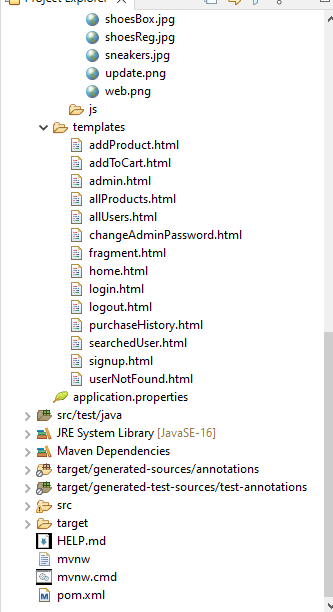 Project Explorer
shoesBox.jpg
shoesReg.jpg
sneakers.jpg
update.png
web.png
js
templates
addProduct.html
addToCart.html
admin.html
allProducts.html
allUsers.html
changeAdminPassword.html
fragment.html
home.html
login.html
logout.html
purchaseHistory.html
searchedUser.html
signup.html
userNotFound.html
application.properties
src/test/java
JRE System Library [JavaSE-16]
Maven Dependencies
target/generated-sources/annotations
target/generated-test-sources/test-annotations
src
target
HELP.md
mvnw
mvnw.cmd
pom.xml